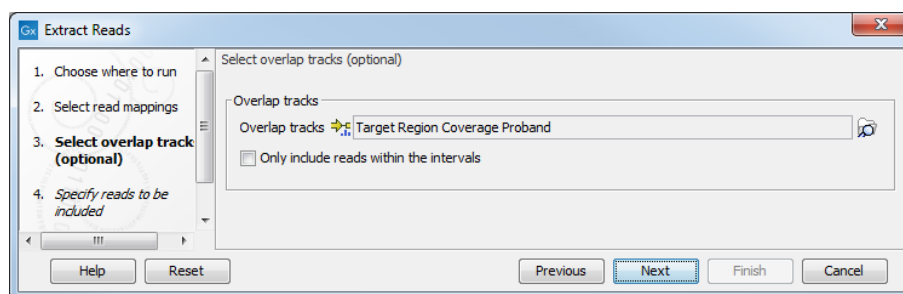 Gx Extract Reads
1. Choose where to run
2. Select read mappings
3. Select overlap track
(optional)
4. Specify reads to be
included
Select overlap tracks (optional)
Overlap tracks
Overlap tracks Target Region Coverage Proband
Only include reads within the intervals
Help Reset Previous Next Finish Cancel